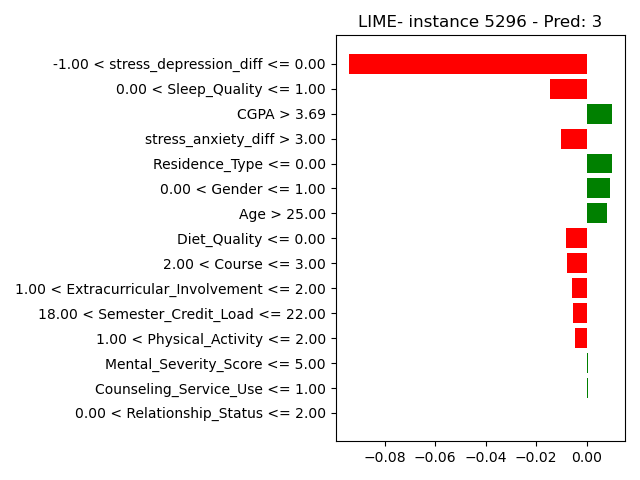 LIME- instance 5296 - Pred: 3
-1.00 < stress_depression_diff <= 0.00
0.00 < Sleep_Quality <= 1.00
CGPA > 3.69
stress_anxiety_diff > 3.00
Residence_Type <= 0.00
0.00 < Gender <= 1.00
Age > 25.00
Diet_Quality <= 0.00
2.00 < Course <= 3.00
1.00 < Extracurricular_Involvement <= 2.00
18.00 < Semester_Credit_Load <= 22.00
1.00 < Physical_Activity <= 2.00
Mental_Severity_Score <= 5.00
Counseling_Service_Use <= 1.00
0.00 < Relationship_Status <= 2.00
−0.08 −0.06 −0.04 −0.02 0.00